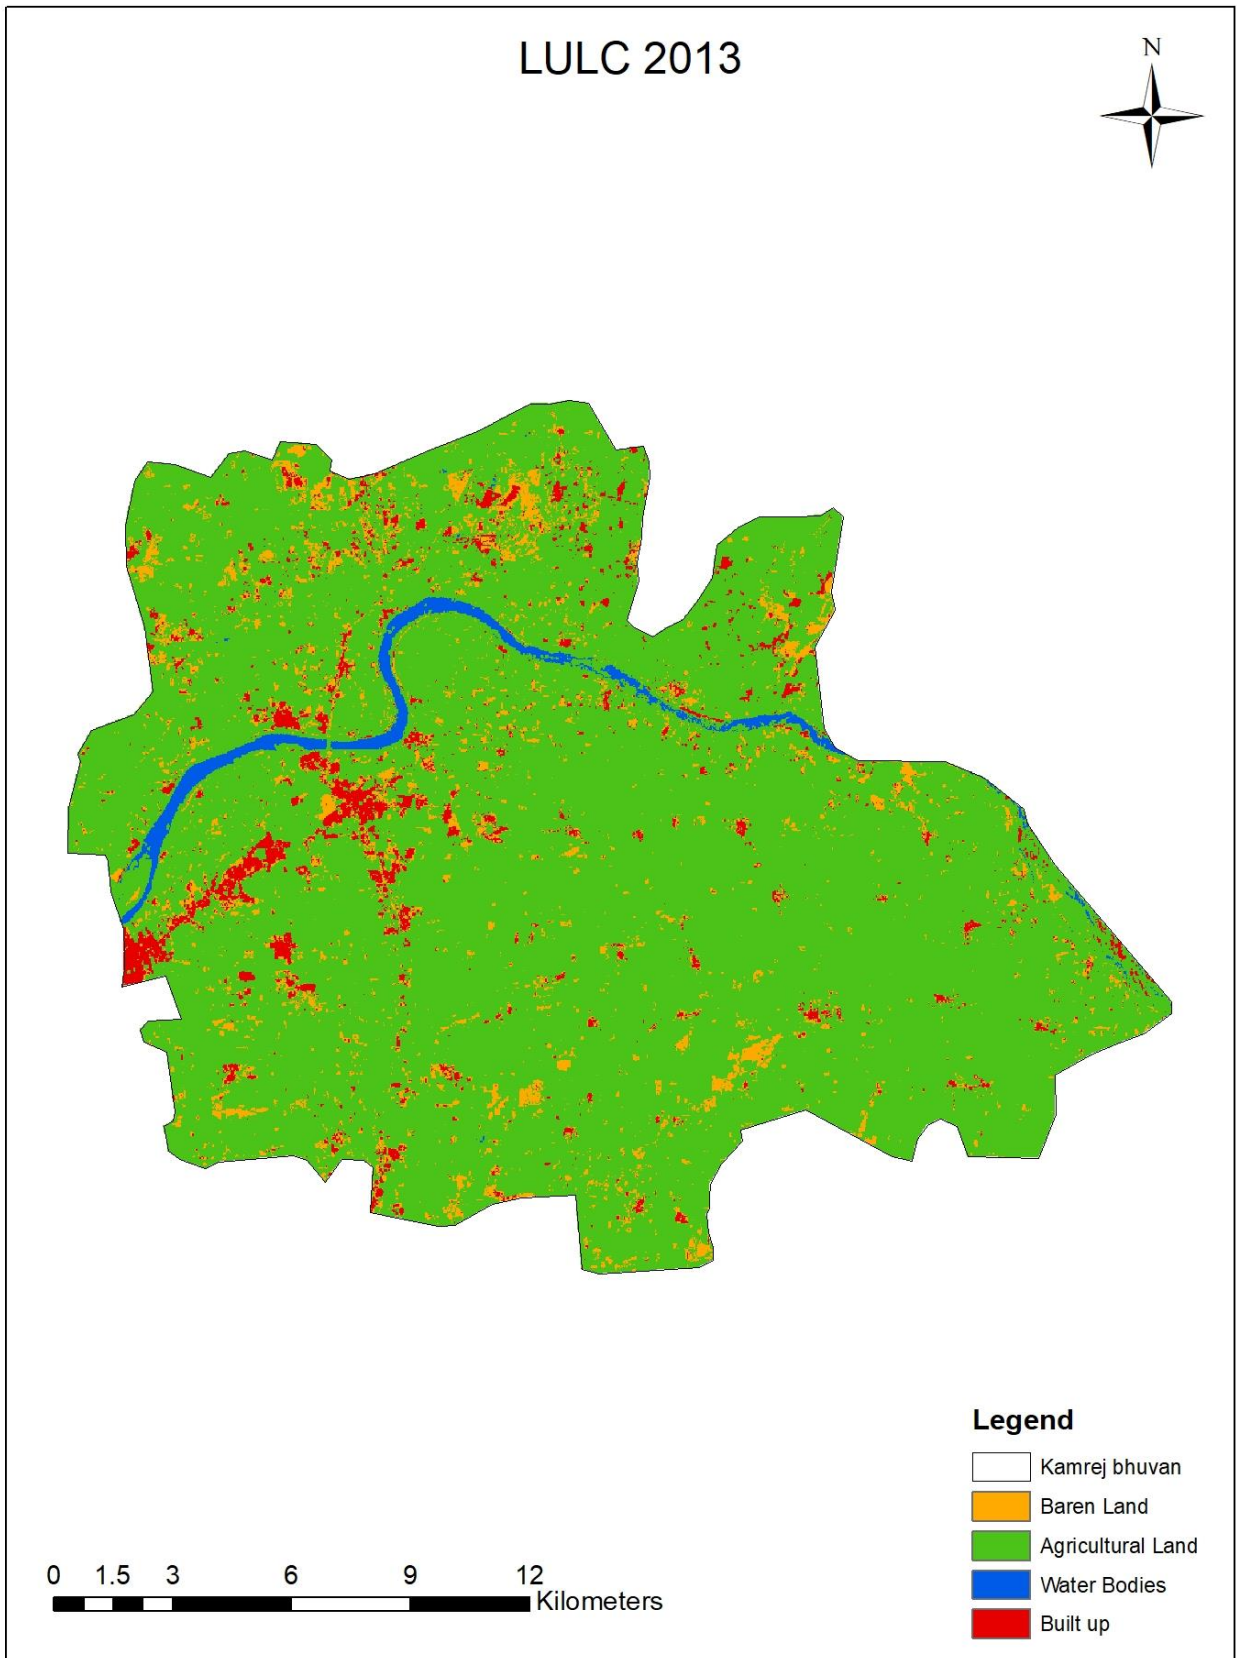 LULC 2013
N
Legend
Kamrej bhuvan
Baren Land
Agricultural Land
Water Bodies
Built up
0 1.5 3 6 9 12
Kilometers